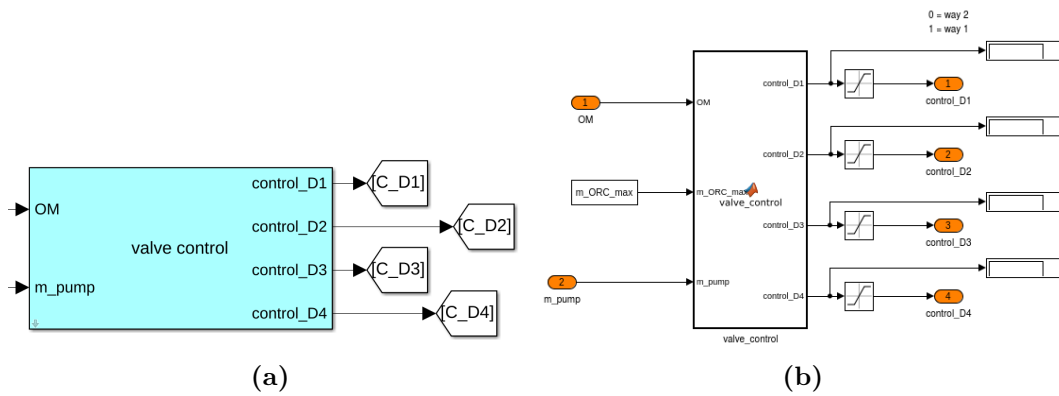 OM
m_pump
valve control
control_D1
control_D2
control_D3
control_D4
[C_D1]
[C_D2]
[C_D3]
[C_D4]
(a)
0 = way 2
1 = way 1
1
OM
m_ORC_max
2
m_pump
OM
m_ORC_max
m_pump
valve_control
control_D1
control_D2
control_D3
control_D4
valve_control
1
control_D1
2
control_D2
3
control_D3
4
control_D4
(b)